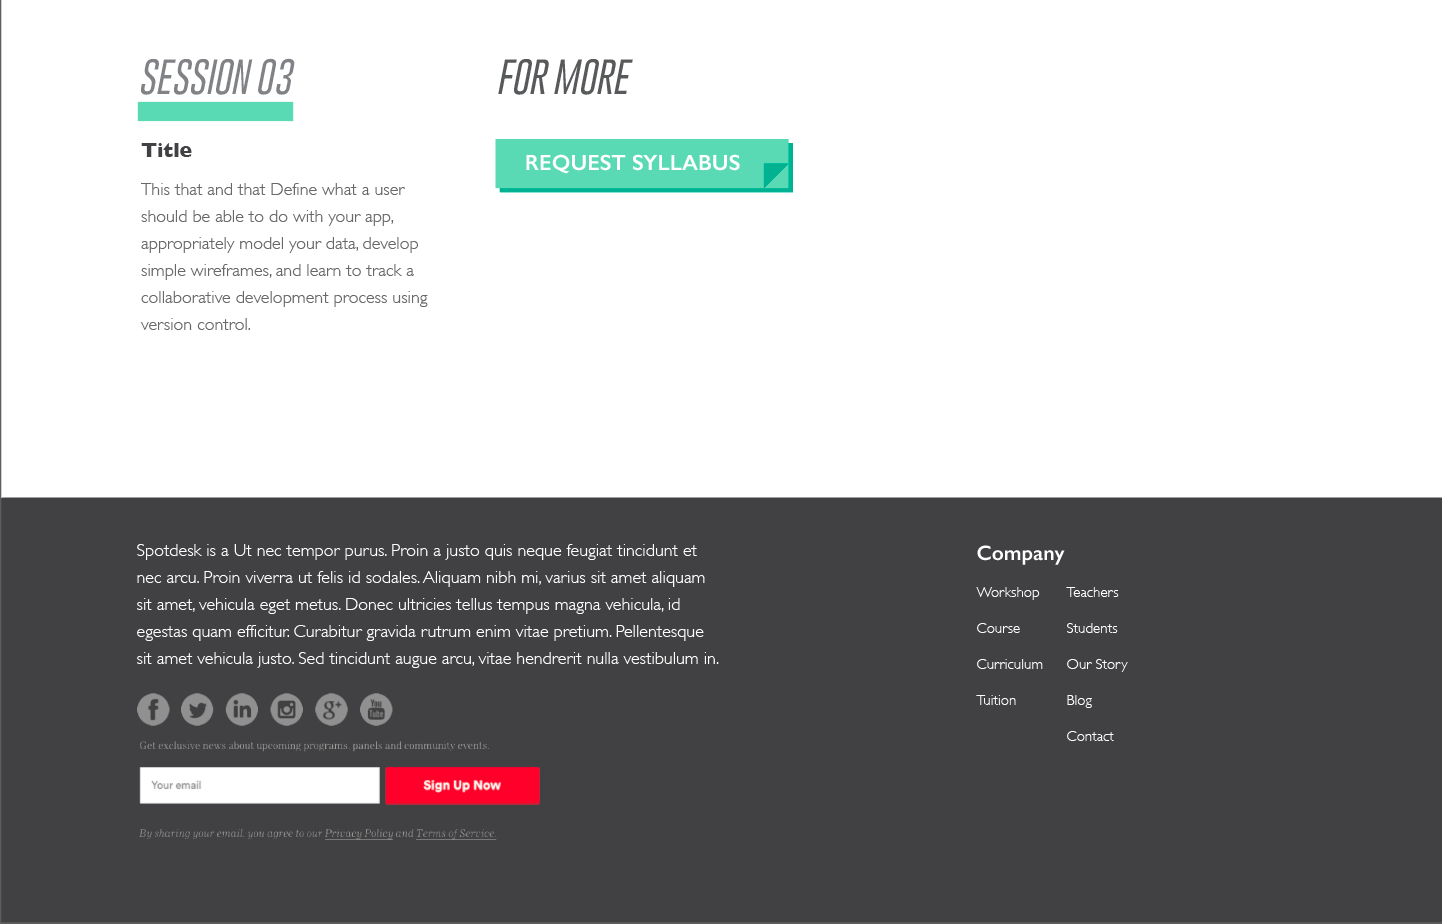 SESSION 03
Title
This that and that Define what a user
should be able to do with your app,
appropriately model your data, develop
simple wireframes, and learn to track a
collaborative development process using
version control.
FOR MORE
REQUEST SYLLABUS
Spotdesk is a Ut nec tempor purus. Proin a justo quis neque feugiat tincidunt et
nec arcu. Proin viverra ut felis id sodales. Aliquam nibh mi, varius sit amet aliquam
sit amet, vehicula eget metus. Donec ultricies tellus tempus magna vehicula, id
egestas quam efficitur. Curabitur gravida rutrum enim vitae pretium. Pellentesque
sit amet vehicula justo. Sed tincidunt augue arcu, vitae hendrerit nulla vestibulum in.
f
in
g+
You Tube
Get exclusive news about upcoming programs, panels and community events.
Your email
Sign Up Now
By sharing your email, you agree to our Privacy Policy and Terms of Service.
Company
Workshop
Course
Curriculum
Tuition
Teachers
Students
Our Story
Blog
Contact